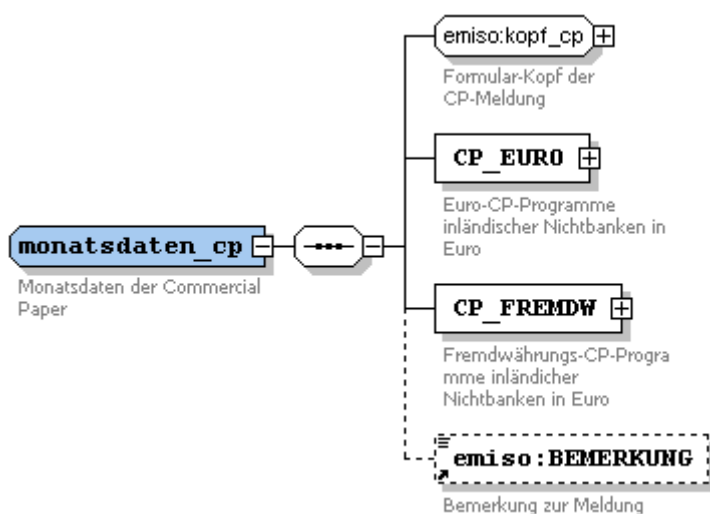 emiso:kopf_cp
Formular-Kopf der
CP-Meldung
CP_EURO
Euro-CP-Programme
inländischer Nichtbanken in
Euro
monatsdaten_cp
Monatsdaten der Commercial
Paper
CP_FREMDW
Fremdwährungs-CP-Progra
mme inländicher
Nichtbanken in Euro
emiso:BEMERKUNG
Bemerkung zur Meldung